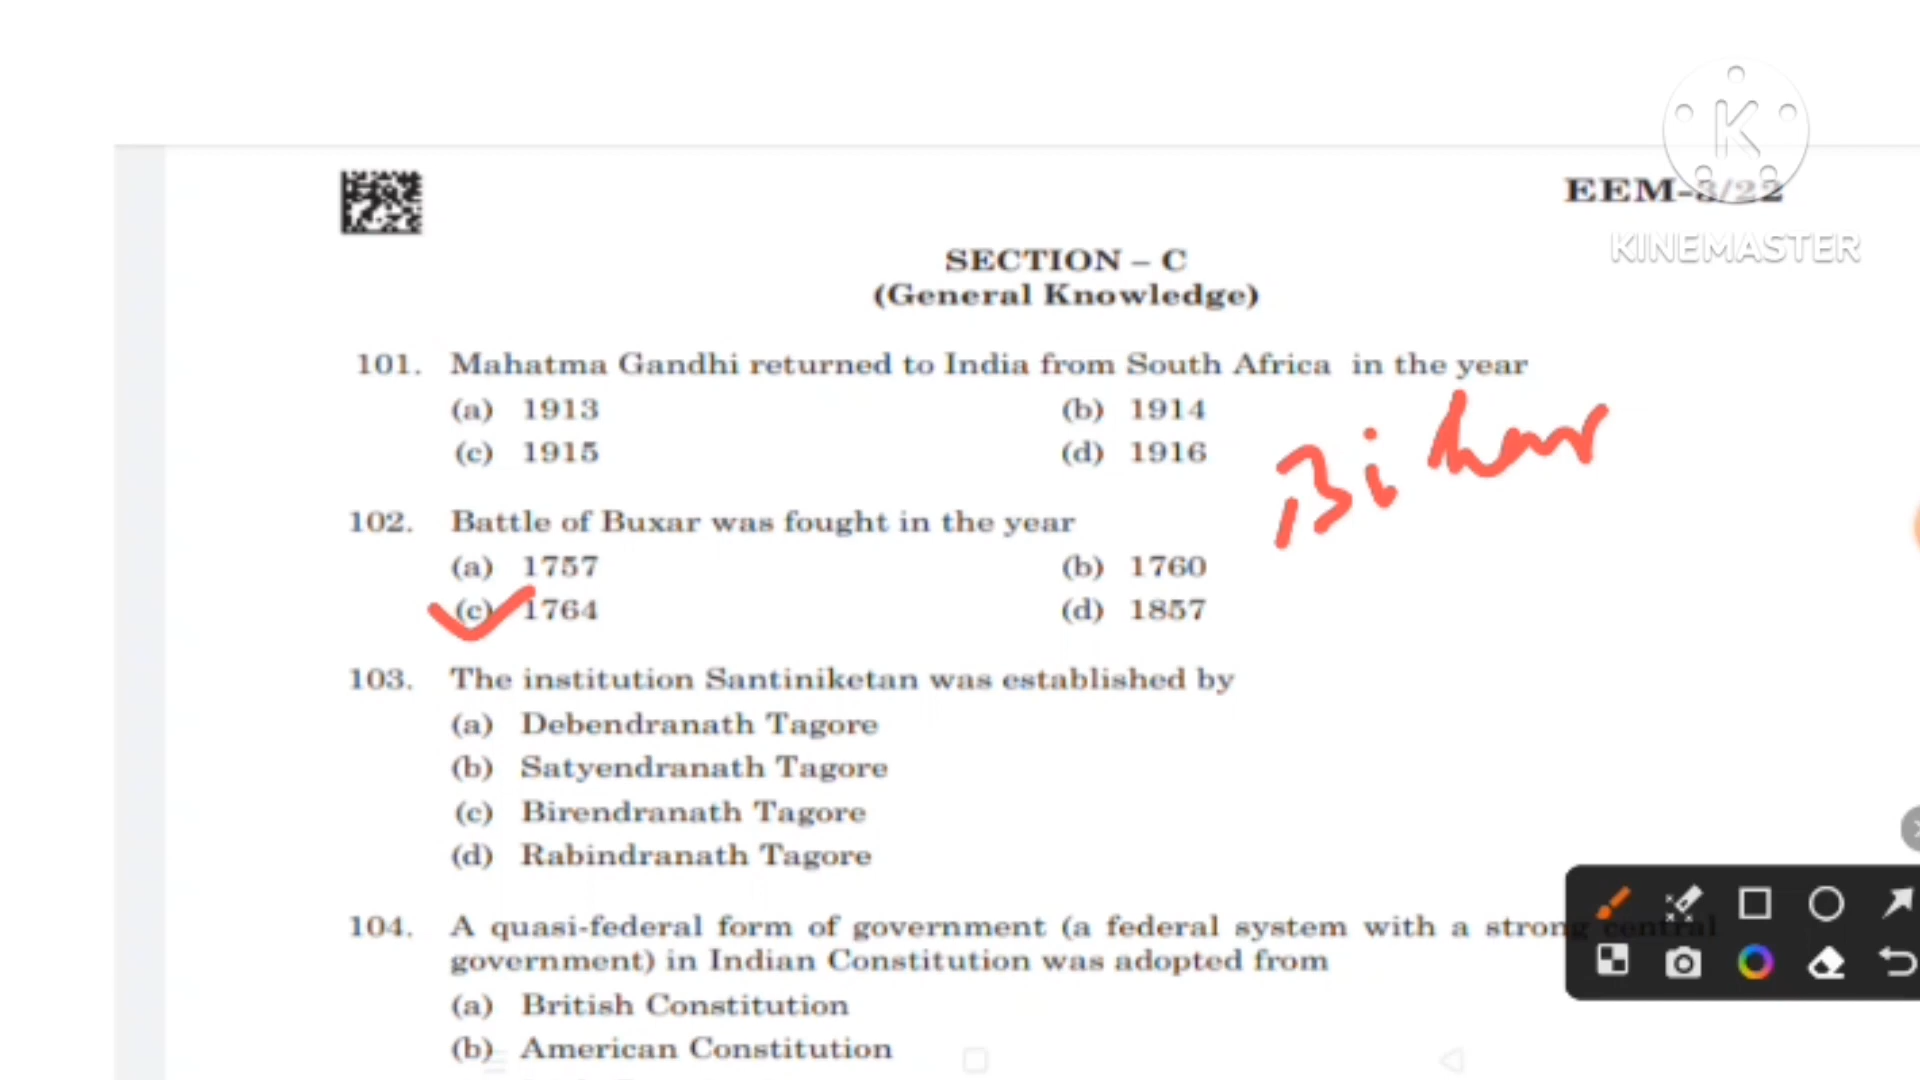 EEM-3/22
KINEMASTER
SECTION – C
(General Knowledge)
101. Mahatma Gandhi returned to India from South Africa in the year
(a) 1913 (b) 1914
(c) 1915 (d) 1916
Bihar
102. Battle of Buxar was fought in the year
(a) 1757 (b) 1760
(c) 1764 (d) 1857
103. The institution Santiniketan was established by
(a) Debendranath Tagore
(b) Satyendranath Tagore
(c) Birendranath Tagore
(d) Rabindranath Tagore
104. A quasi-federal form of government (a federal system with a strong central
government) in Indian Constitution was adopted from
(a) British Constitution
(b) American Constitution